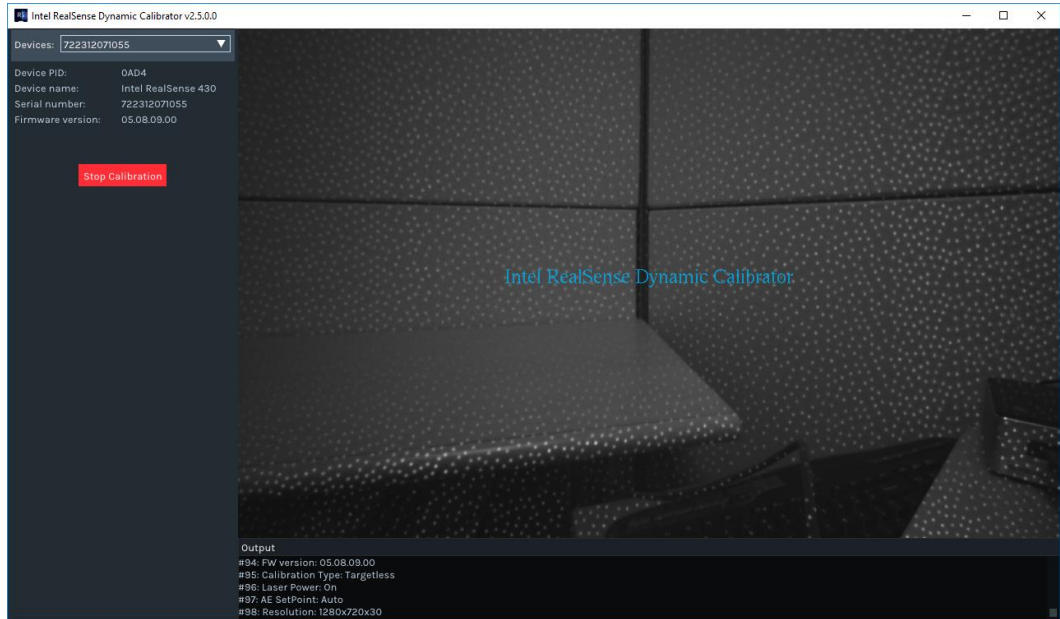 Intel RealSense Dynamic Calibrator v2.5.0.0
Devices: 722312071055
Device PID: 0AD4
Device name: Intel RealSense 430
Serial number: 722312071055
Firmware version: 05.08.09.00
Stop Calibration
Intel RealSense Dynamic Calibrator
Output
#94: FW version: 05.08.09.00
#95: Calibration Type: Targetless
#96: Laser Power: On
#97: AE SetPoint: Auto
#98: Resolution: 1280x720x30